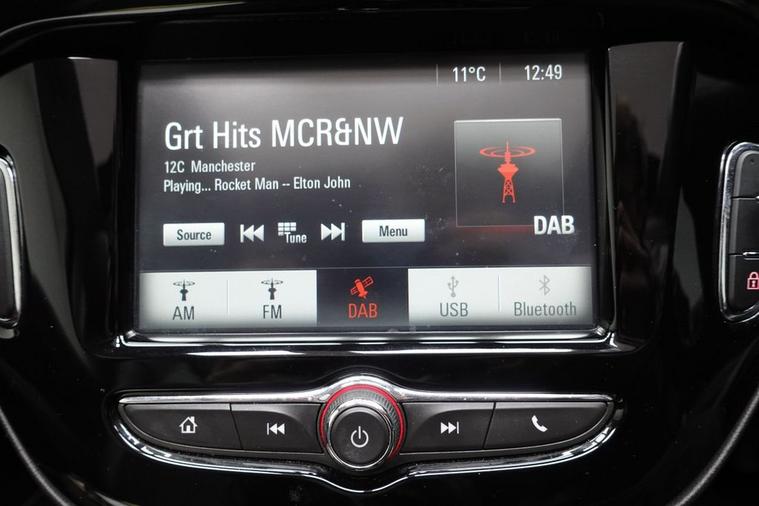 11°C 12:49
Grt Hits MCR&NW
12C Manchester
Playing... Rocket Man -- Elton John
DAB
Source Tune Menu
AM FM DAB USB Bluetooth